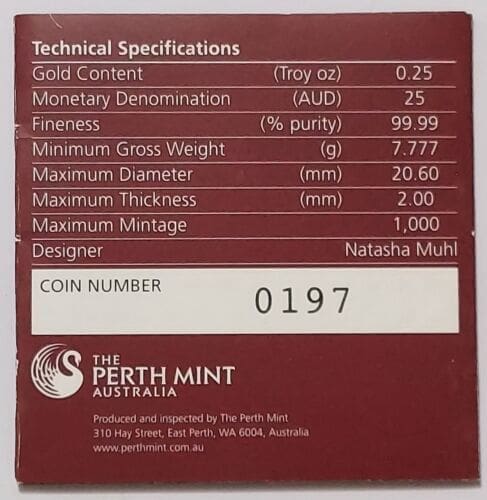 Technical Specifications
Gold Content (Troy oz) 0.25
Monetary Denomination (AUD) 25
Fineness (% purity) 99.99
Minimum Gross Weight (g) 7.777
Maximum Diameter (mm) 20.60
Maximum Thickness (mm) 2.00
Maximum Mintage 1,000
Designer Natasha Muhl
COIN NUMBER 0197
THE
PERTH MINT
AUSTRALIA
Produced and inspected by The Perth Mint
310 Hay Street, East Perth, WA 6004, Australia
www.perthmint.com.au